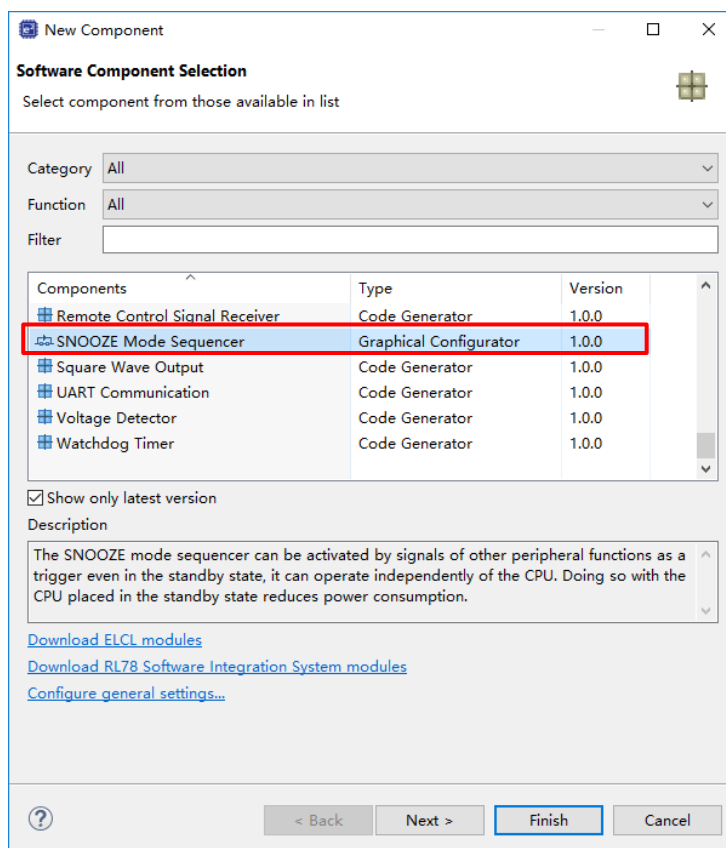 New Component
Software Component Selection
Select component from those available in list
Category All
Function All
Filter
Components Type Version
Remote Control Signal Receiver Code Generator 1.0.0
SNOOZE Mode Sequencer Graphical Configurator 1.0.0
Square Wave Output Code Generator 1.0.0
UART Communication Code Generator 1.0.0
Voltage Detector Code Generator 1.0.0
Watchdog Timer Code Generator 1.0.0
Show only latest version
Description
The SNOOZE mode sequencer can be activated by signals of other peripheral functions as a
trigger even in the standby state, it can operate independently of the CPU. Doing so with the
CPU placed in the standby state reduces power consumption.
Download ELCL modules
Download RL78 Software Integration System modules
Configure general settings...
? < Back Next > Finish Cancel